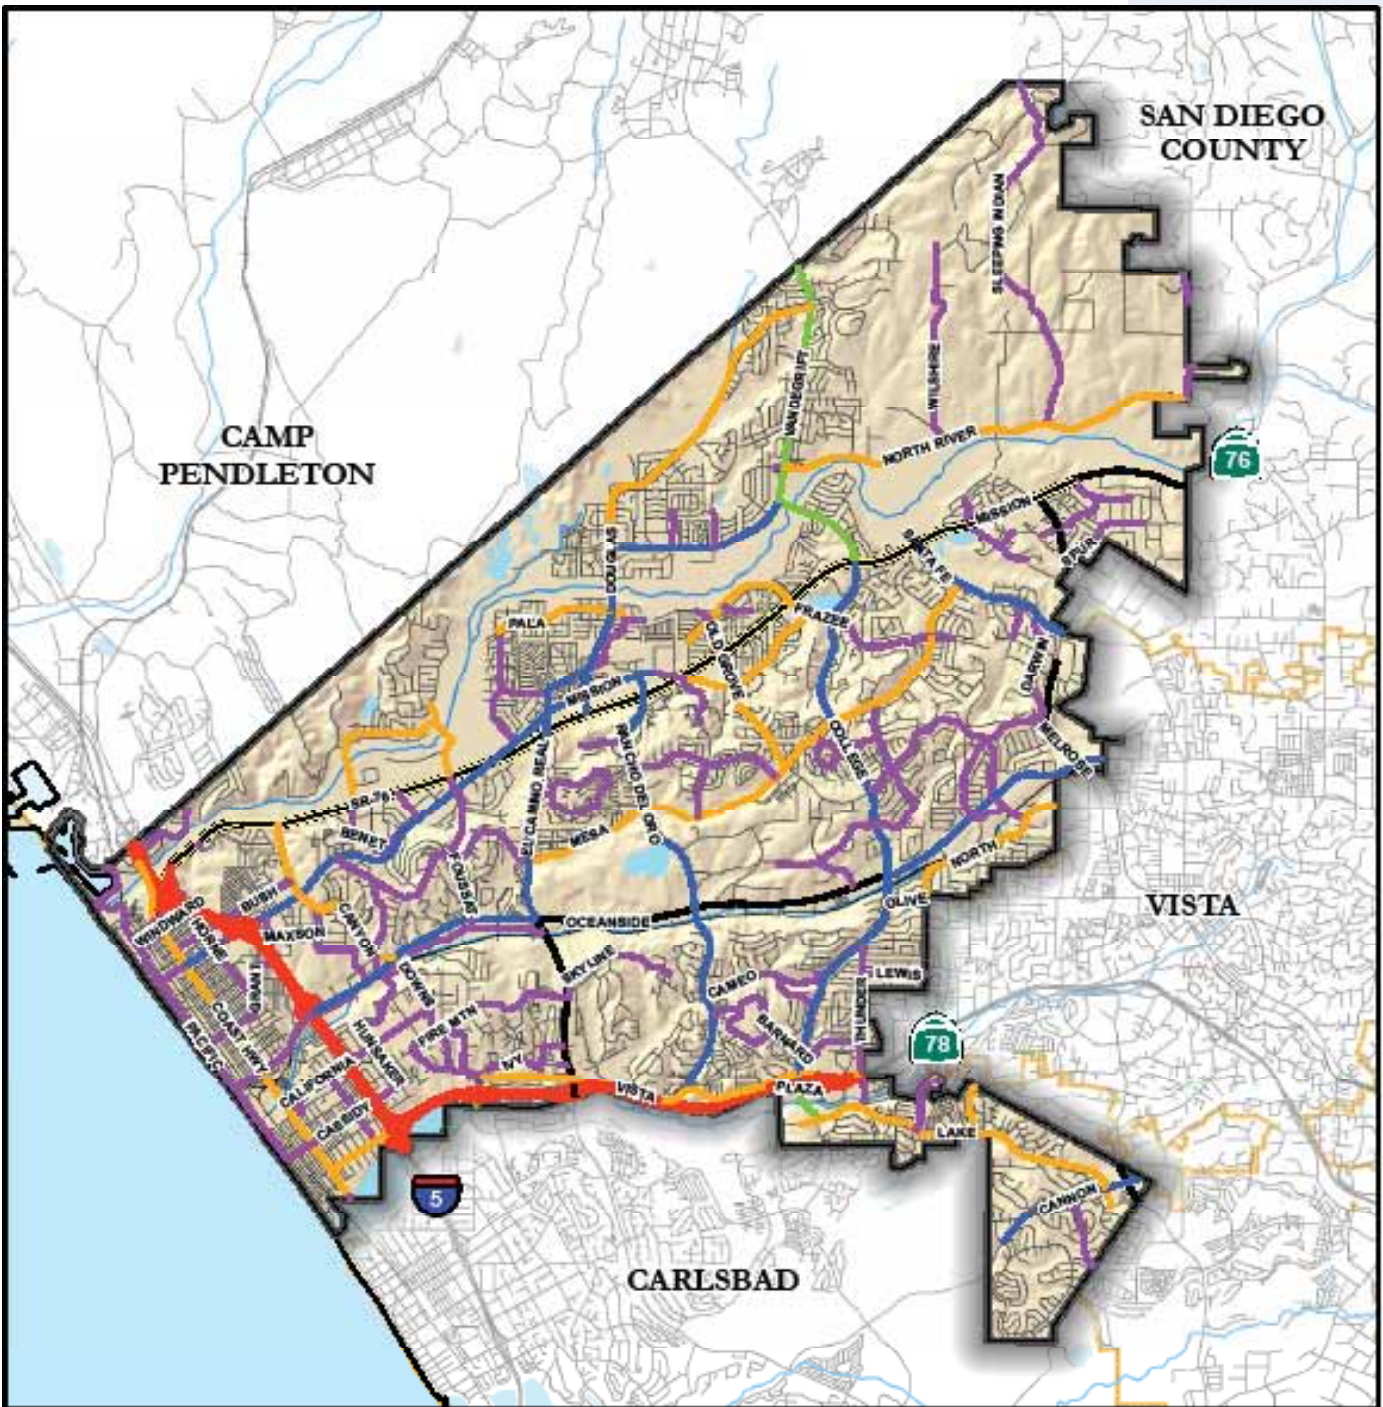 SAN DIEGO
COUNTY
SLEEPING INDIAN
VANDEGRIFT
WILSHIRE
CAMP
PENDLETON
NORTH RIVER
76
MISSION
SANTA FE
SPUR
DOUGLAS
PALA
FRAZEE
OLD GROVE
DARWIN
MISSION
RANCHO DEL ORO
COLLEGE
MELROSE
EL CAMINO REAL
SR-76
BENET
MESA
FOUSSAT
NORTH
BUSH
OLIVE
VISTA
WINDWARD
HORNE
MAXSON
CANYON
OCEANSIDE
SKYLINE
LEWIS
GRANT
DOWNS
CAMEO
THUNDER
COAST HWY
FIRE MTN
BARNARD
PACIFIC
HUNSAKER
78
CALIFORNIA
IVY
VISTA
PLAZA
CASSIDY
LAKE
5
CANNON
CARLSBAD